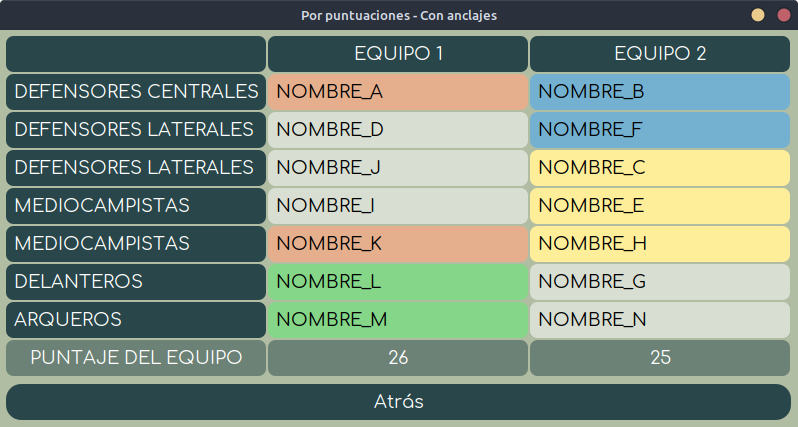 Por puntuaciones - Con anclajes
EQUIPO 1 EQUIPO 2
DEFENSORES CENTRALES NOMBRE_A NOMBRE_B
DEFENSORES LATERALES NOMBRE_D NOMBRE_F
DEFENSORES LATERALES NOMBRE_J NOMBRE_C
MEDIOCAMPISTAS NOMBRE_I NOMBRE_E
MEDIOCAMPISTAS NOMBRE_K NOMBRE_H
DELANTEROS NOMBRE_L NOMBRE_G
ARQUEROS NOMBRE_M NOMBRE_N
PUNTAJE DEL EQUIPO 26 25
Atrás